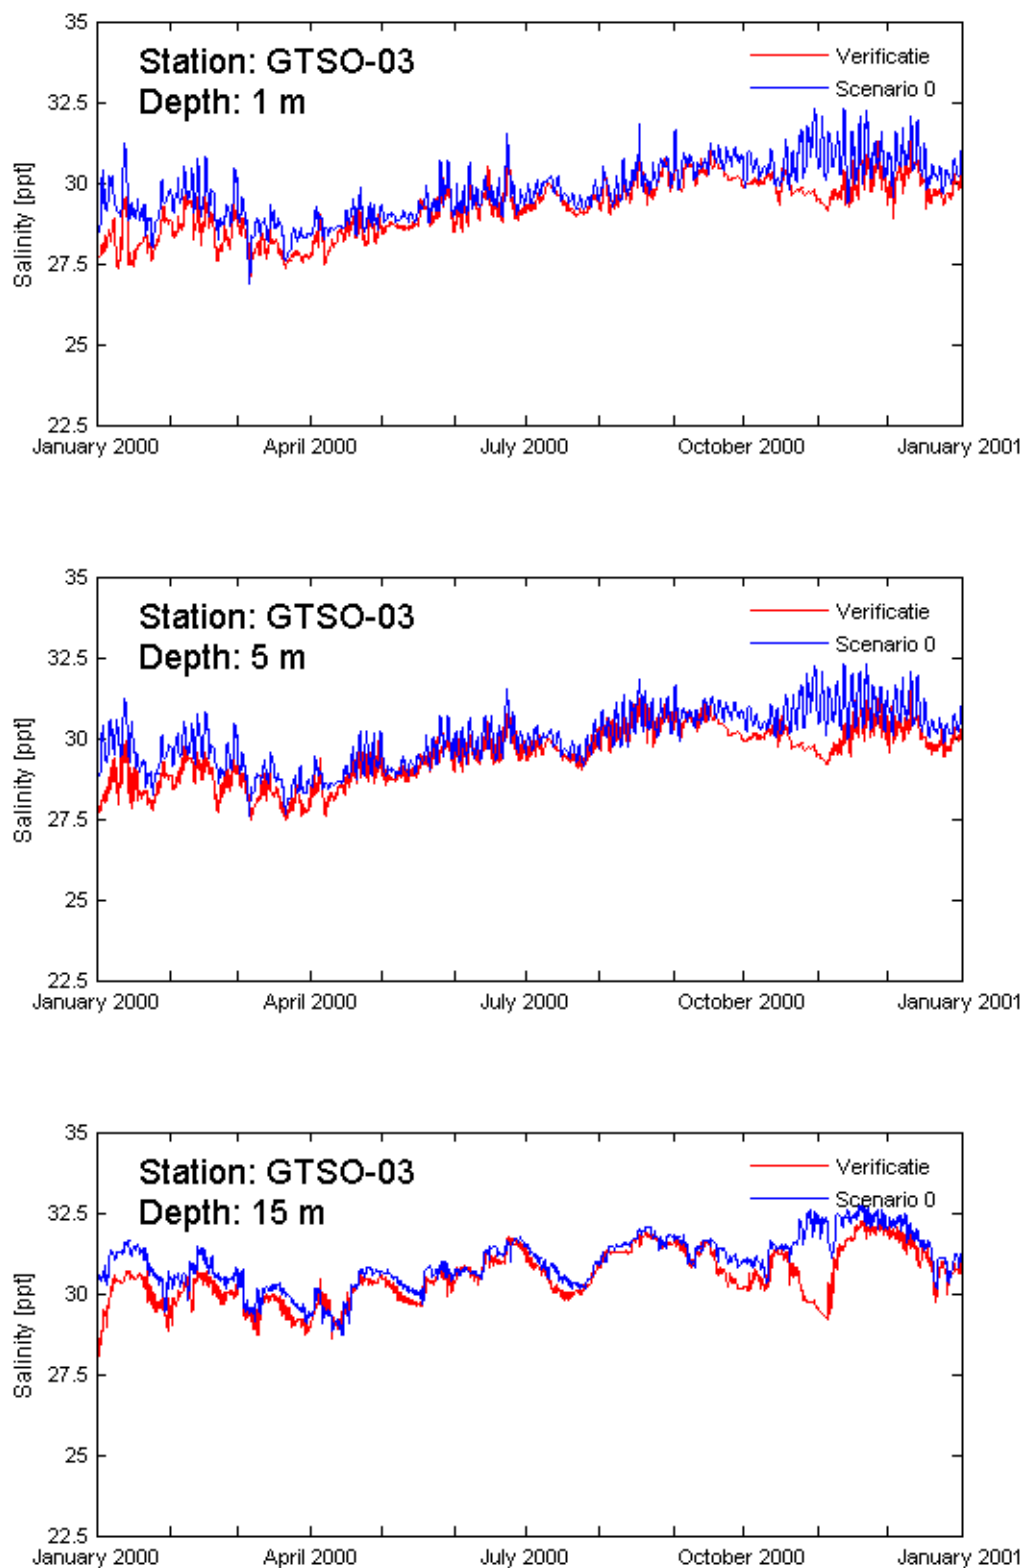 35
Station: GTSO-03
Verificatie
Depth: 1 m
Scenario 0
32.5
30
Salinity [ppt]
27.5
25
22.5
January 2000 April 2000 July 2000 October 2000 January 2001
35
Station: GTSO-03
Verificatie
Depth: 5 m
Scenario 0
32.5
30
Salinity [ppt]
27.5
25
22.5
January 2000 April 2000 July 2000 October 2000 January 2001
35
Station: GTSO-03
Verificatie
Depth: 15 m
Scenario 0
32.5
30
Salinity [ppt]
27.5
25
22.5
January 2000 April 2000 July 2000 October 2000 January 2001